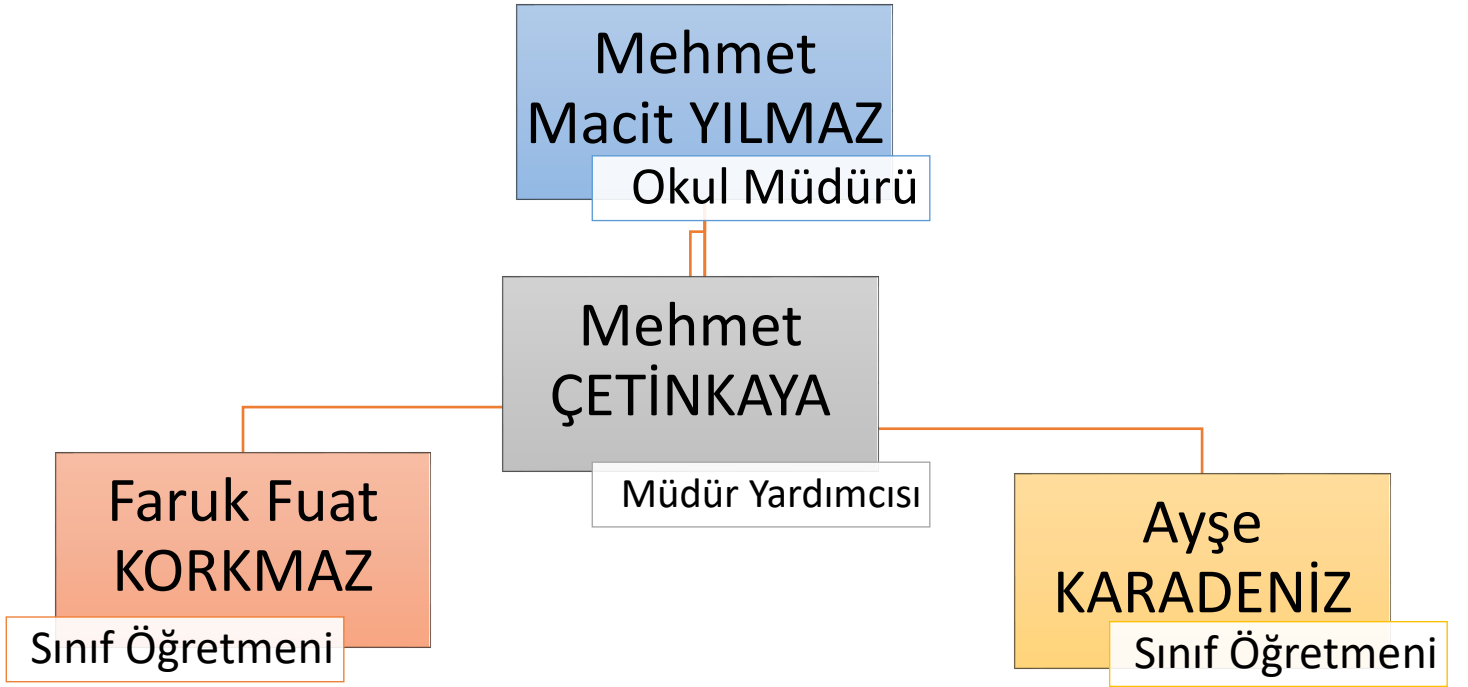 Mehmet
Macit YILMAZ
Okul Müdürü
Mehmet
ÇETİNKAYA
Müdür Yardımcısı
Faruk Fuat
KORKMAZ
Sınıf Öğretmeni
Ayşe
KARADENİZ
Sınıf Öğretmeni